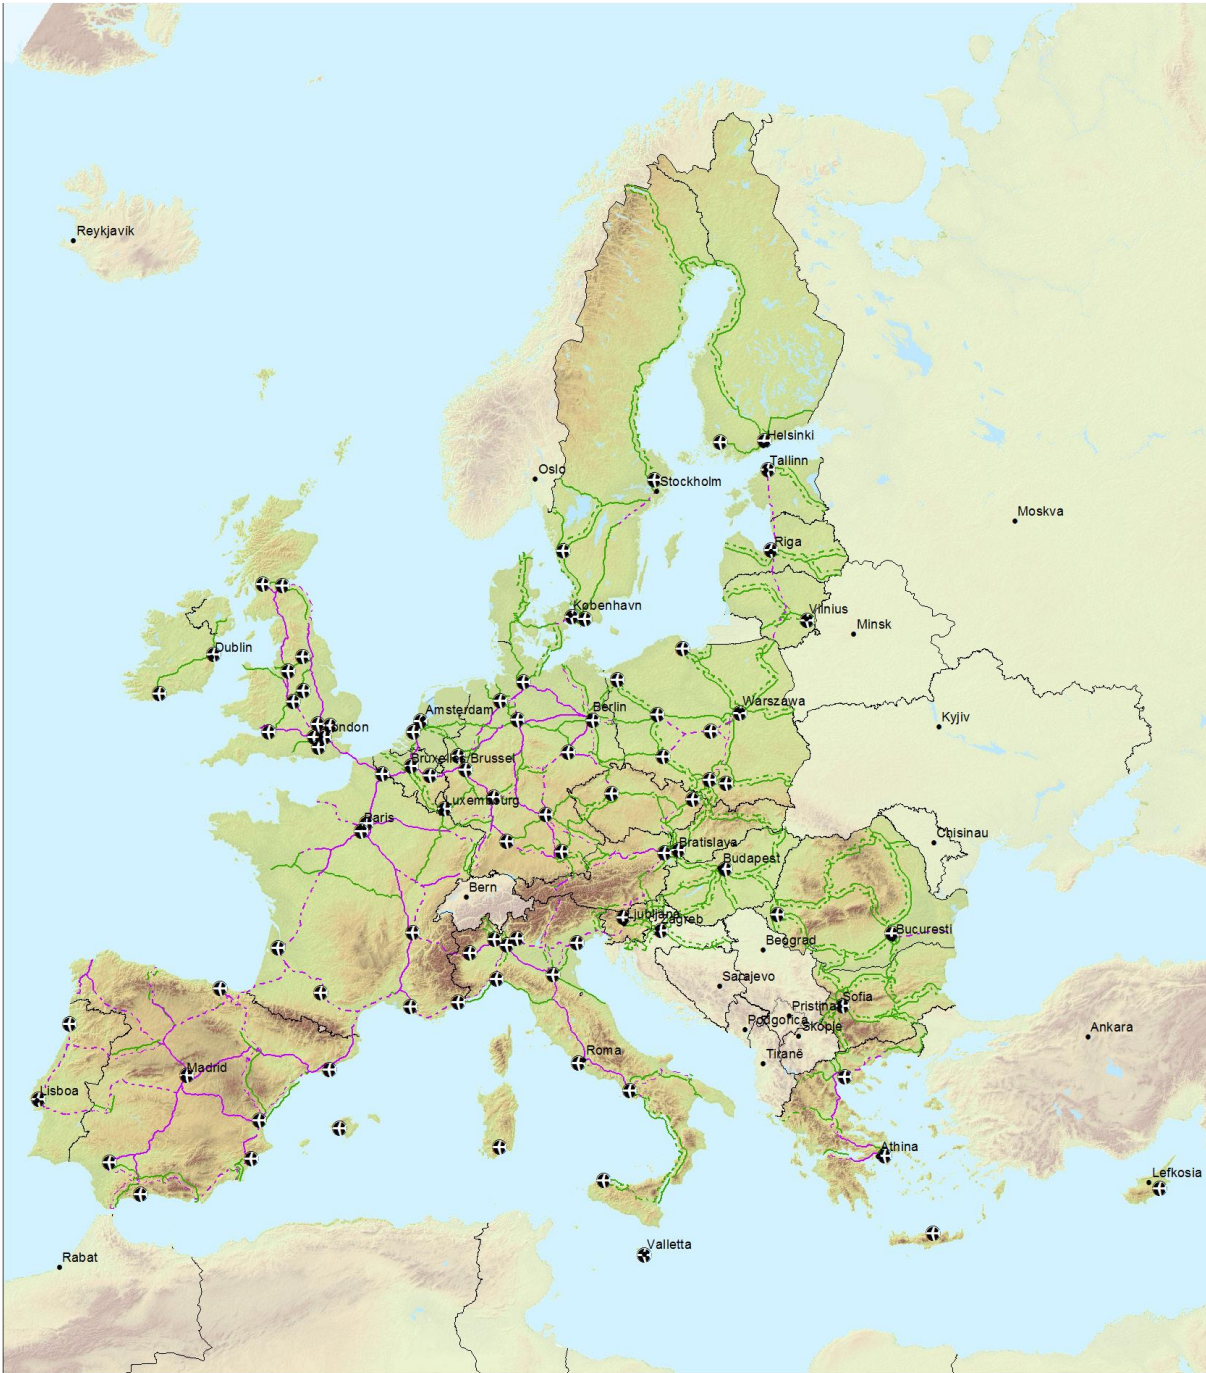 Reykjavík
Helsinki
Tallinn
Oslo
Stockholm
Moskva
Riga
København
Vilnius
Minsk
Dublin
Warszawa
Amsterdam
Berlin
Kyjiv
London
Bruxelles/Brussel
Luxembourg
Paris
Chisinau
Bratislava
Budapest
Bern
Ljubljana
Zagreb
Bucuresti
Beograd
Sarajevo
Sofia
Pristina
Podgorica
Skopje
Ankara
Roma
Tiranë
Madrid
Lisboa
Athina
Lefkosia
Valletta
Rabat